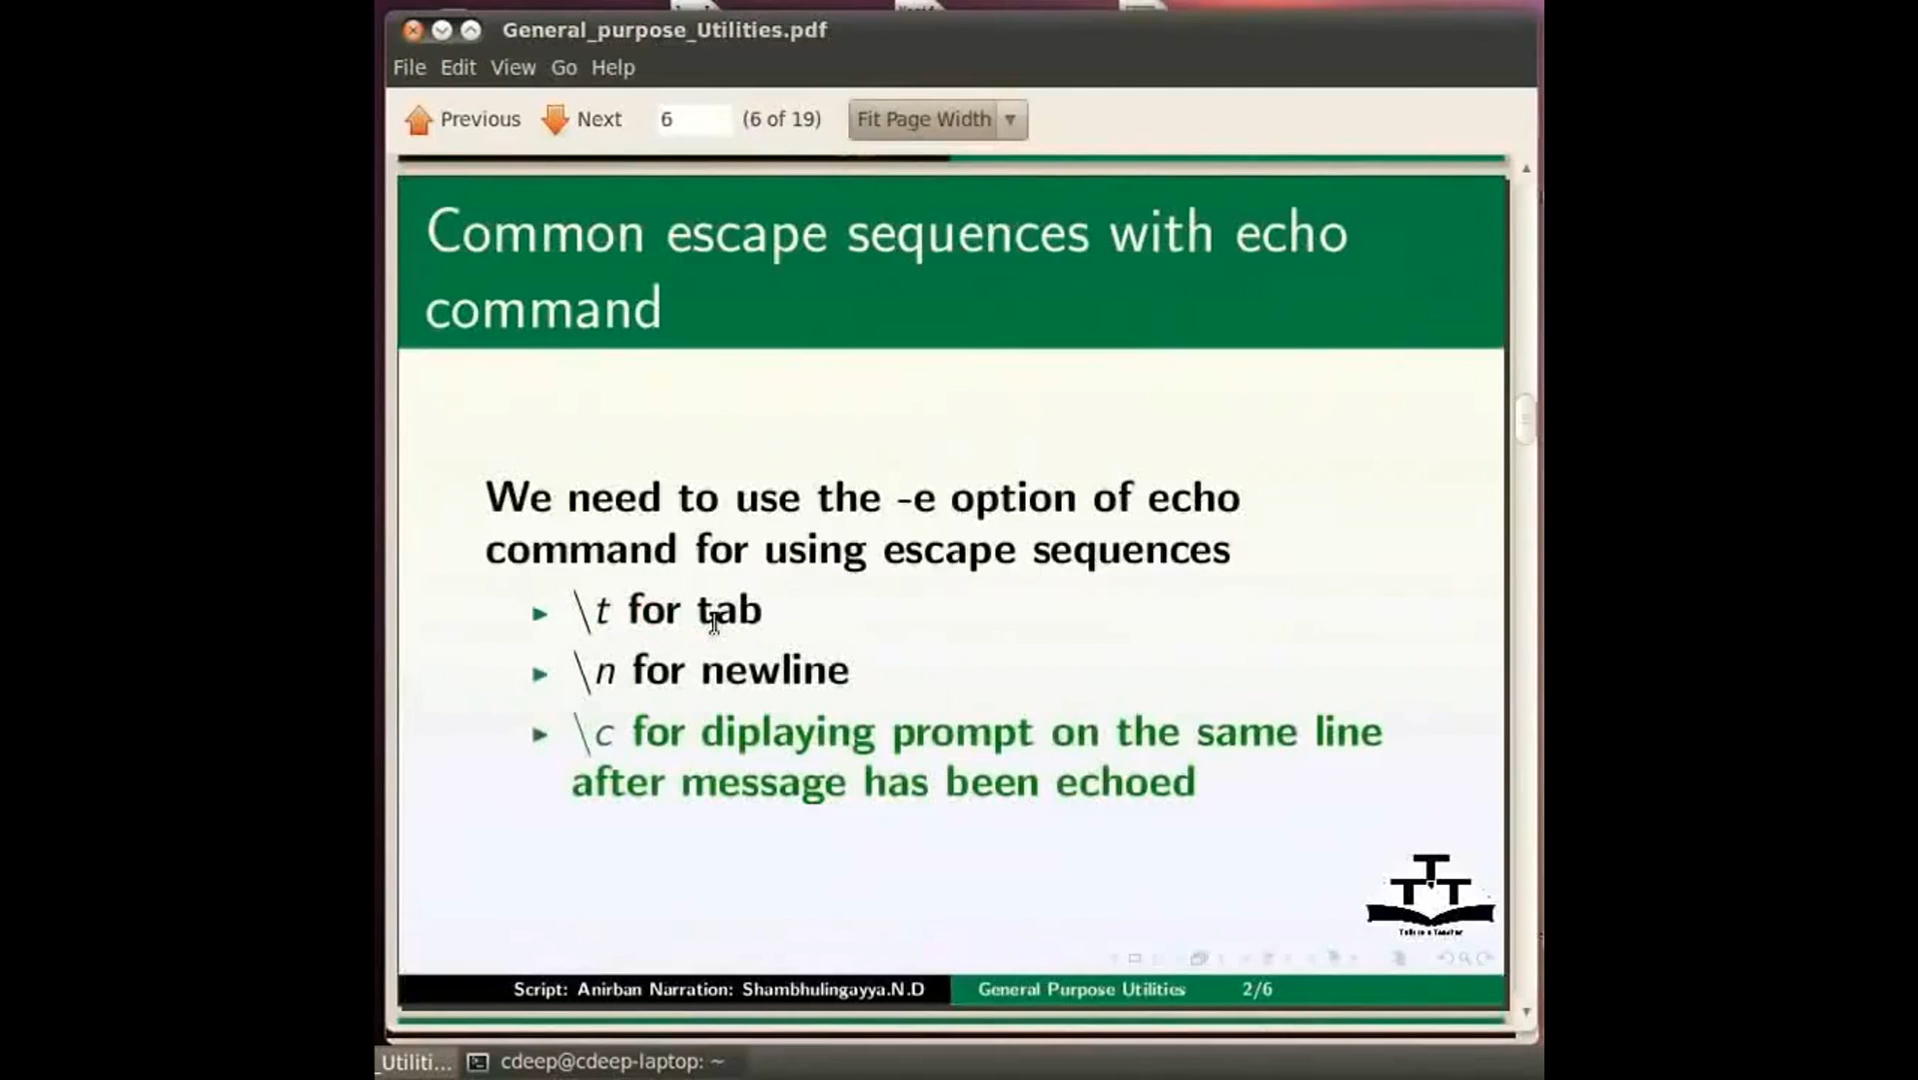 General_purpose_Utilities.pdf
File Edit View Go Help
Previous Next 6 (6 of 19) Fit Page Width
Common escape sequences with echo
command
We need to use the -e option of echo
command for using escape sequences
\t for tab
\n for newline
\c for diplaying prompt on the same line
after message has been echoed
T T T
Script: Anirban Narration: Shambhulingayya.N.D General Purpose Utilities 2/6
_Utiliti... cdeep@cdeep-laptop: ~